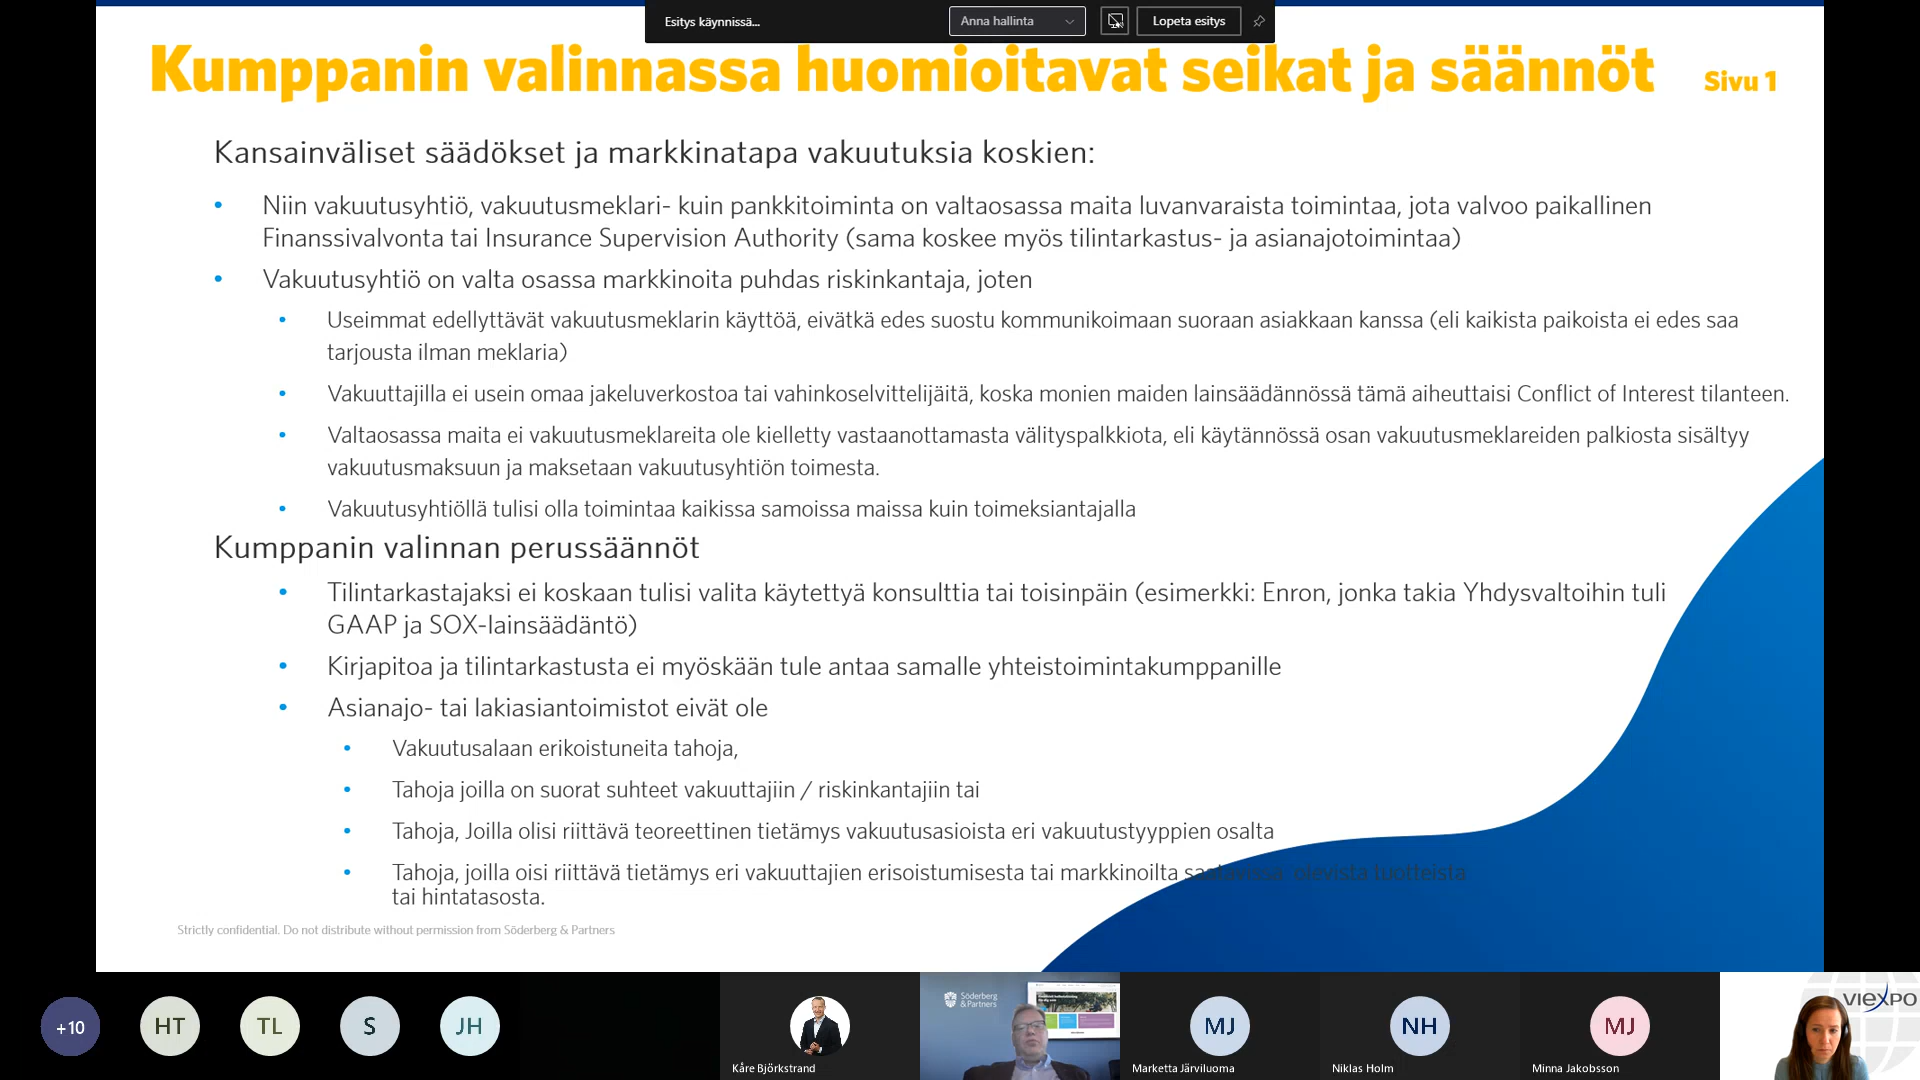 Esitys käynnissä...
Anna hallinta
Lopeta esitys
Kumppanin valinnassa huomioitavat seikat ja säännöt
Sivu 1
Kansainväliset säädökset ja markkinatapa vakuutuksia koskien:
• Niin vakuutusyhtiö, vakuutusmeklari- kuin pankkitoiminta on valtaosassa maita luvanvaraista toimintaa, jota valvoo paikallinen
Finanssivalvonta tai Insurance Supervision Authority (sama koskee myös tilintarkastus- ja asianajotoimintaa)
• Vakuutusyhtiö on valta osassa markkinoita puhdas riskinkantaja, joten
• Useimmat edellyttävät vakuutusmeklarin käyttöä, eivätkä edes suostu kommunikoimaan suoraan asiakkaan kanssa (eli kaikista paikoista ei edes saa
tarjousta ilman meklaria)
• Vakuuttajilla ei usein omaa jakeluverkostoa tai vahinkoselvittelijäitä, koska monien maiden lainsäädännössä tämä aiheuttaisi Conflict of Interest tilanteen.
• Valtaosassa maita ei vakuutusmeklareita ole kielletty vastaanottamasta välityspalkkiota, eli käytännössä osan vakuutusmeklareiden palkiosta sisältyy
vakuutusmaksuun ja maksetaan vakuutusyhtiön toimesta.
• Vakuutusyhtiöllä tulisi olla toimintaa kaikissa samoissa maissa kuin toimeksiantajalla
Kumppanin valinnan perussäännöt
• Tilintarkastajaksi ei koskaan tulisi valita käytettyä konsulttia tai toisinpäin (esimerkki: Enron, jonka takia Yhdysvaltoihin tuli
GAAP ja SOX-lainsäädäntö)
• Kirjapitoa ja tilintarkastusta ei myöskään tule antaa samalle yhteistoimintakumppanille
• Asianajo- tai lakiasiantoimistot eivät ole
• Vakuutusalaan erikoistuneita tahoja,
• Tahoja joilla on suorat suhteet vakuuttajiin / riskinkantajiin tai
• Tahoja, Joilla olisi riittävä teoreettinen tietämys vakuutusasioista eri vakuutustyyppien osalta
• Tahoja, joilla oisi riittävä tietämys eri vakuuttajien erisoistumisesta tai markkinoilta saatavissa olevista tuotteista
tai hintatasosta.
Strictly confidential. Do not distribute without permission from Söderberg & Partners
+10
HT
TL
S
JH
Kåre Björkstrand
Söderberg
& Partners
MJ
Marketta Järviluoma
NH
Niklas Holm
MJ
Minna Jakobsson
VIEXPO